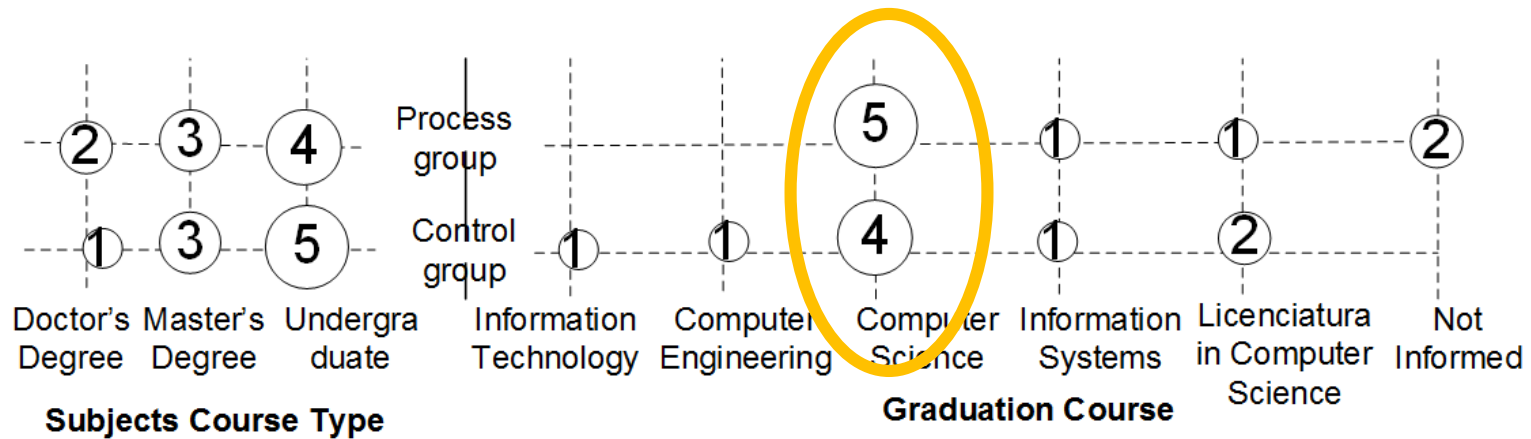 2 3 4 Process group 5 1 1 2
1 3 5 Control group 1 1 4 1 2
Doctor's Degree
Master's Degree
Undergra
duate
Information
Technology
Computer
Engineering
Computer
Science
Information
Systems
Licenciatura
in Computer
Science
Not
Informed
Subjects Course Type
Graduation Course